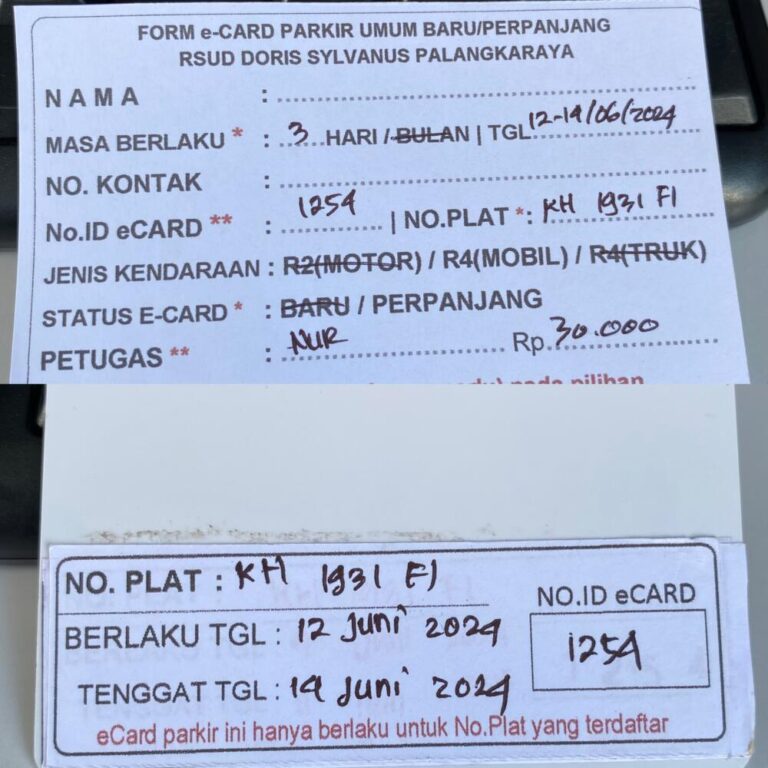 FORM e-CARD PARKIR UMUM BARU/PERPANJANG
RSUD DORIS SYLVANUS PALANGKARAYA
N A M A :
MASA BERLAKU * : 3 HARI / BULAN | TGL 12-14/06/2024
NO. KONTAK :
No.ID eCARD ** : 1254 | NO.PLAT *: KH 1931 FI
JENIS KENDARAAN : R2(MOTOR) / R4(MOBIL) / R4(TRUK)
STATUS E-CARD * : BARU / PERPANJANG
PETUGAS ** : NUR Rp. 30.000
pada pilihan
NO. PLAT : KH 1931 FI
NO.ID eCARD
BERLAKU TGL : 12 Juni 2024
1254
TENGGAT TGL : 14 Juni 2024
eCard parkir ini hanya berlaku untuk No.Plat yang terdaftar